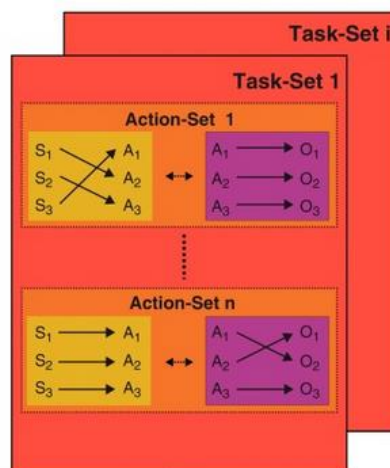 Task-Set i
Task-Set 1
Action-Set 1
S1 A1 A1 O1
S2 A2 A2 O2
S3 A3 A3 O3
Action-Set n
S1 A1 A1 O1
S2 A2 A2 O2
S3 A3 A3 O3